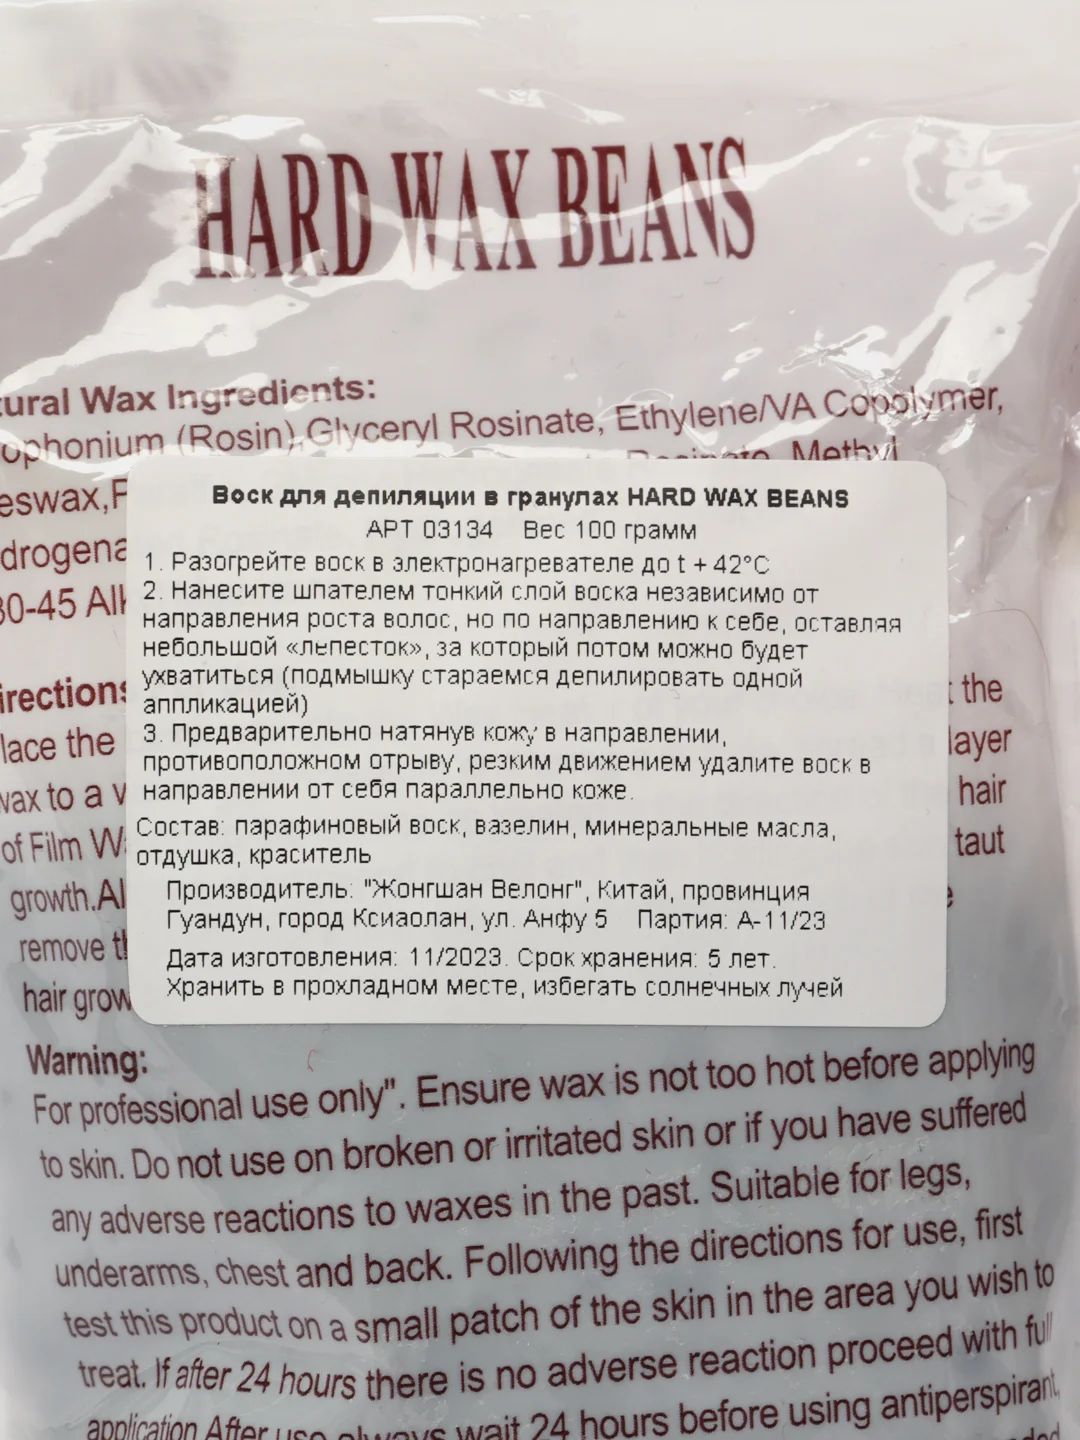 HARD WAX BEANS
tural Wax Ingredients:
ophonium (Rosin),Glyceryl Rosinate, Ethylene/VA Copolymer,
Rosinate, Methyl
eswax,
drogena
30-45
Воск для депиляции в гранулах HARD WAX BEANS
АРТ 03134 Вес 100 грамм
1. Разогрейте воск в электронагревателе до t + 42°C
2. Нанесите шпателем тонкий слой воска независимо от
направления роста волос, но по направлению к себе, оставляя
небольшой «лепесток», за который потом можно будет
ухватиться (подмышку стараемся депилировать одной
аппликацией)
3. Предварительно натянув кожу в направлении,
противоположном отрыву, резким движением удалите воск в
направлении от себя параллельно коже.
Состав: парафиновый воск, вазелин, минеральные масла,
отдушка, краситель
Производитель: "Жонгшан Велонг", Китай, провинция
Гуандун, город Ксиаолан, ул. Анфу 5 Партия: А-11/23
Дата изготовления: 11/2023. Срок хранения: 5 лет.
Хранить в прохладном месте, избегать солнечных лучей
irections
the
lace the
layer
wax to a
hair
of Film
taut
growth.Al
remove
hair grow
Warning:
For professional use only". Ensure wax is not too hot before applying
to skin. Do not use on broken or irritated skin or if you have suffered
any adverse reactions to waxes in the past. Suitable for legs,
underarms, chest and back. Following the directions for use, first
test this product on a small patch of the skin in the area you wish to
treat. If after 24 hours there is no adverse reaction proceed with full
application After use always wait 24 hours before using antiperspirant,